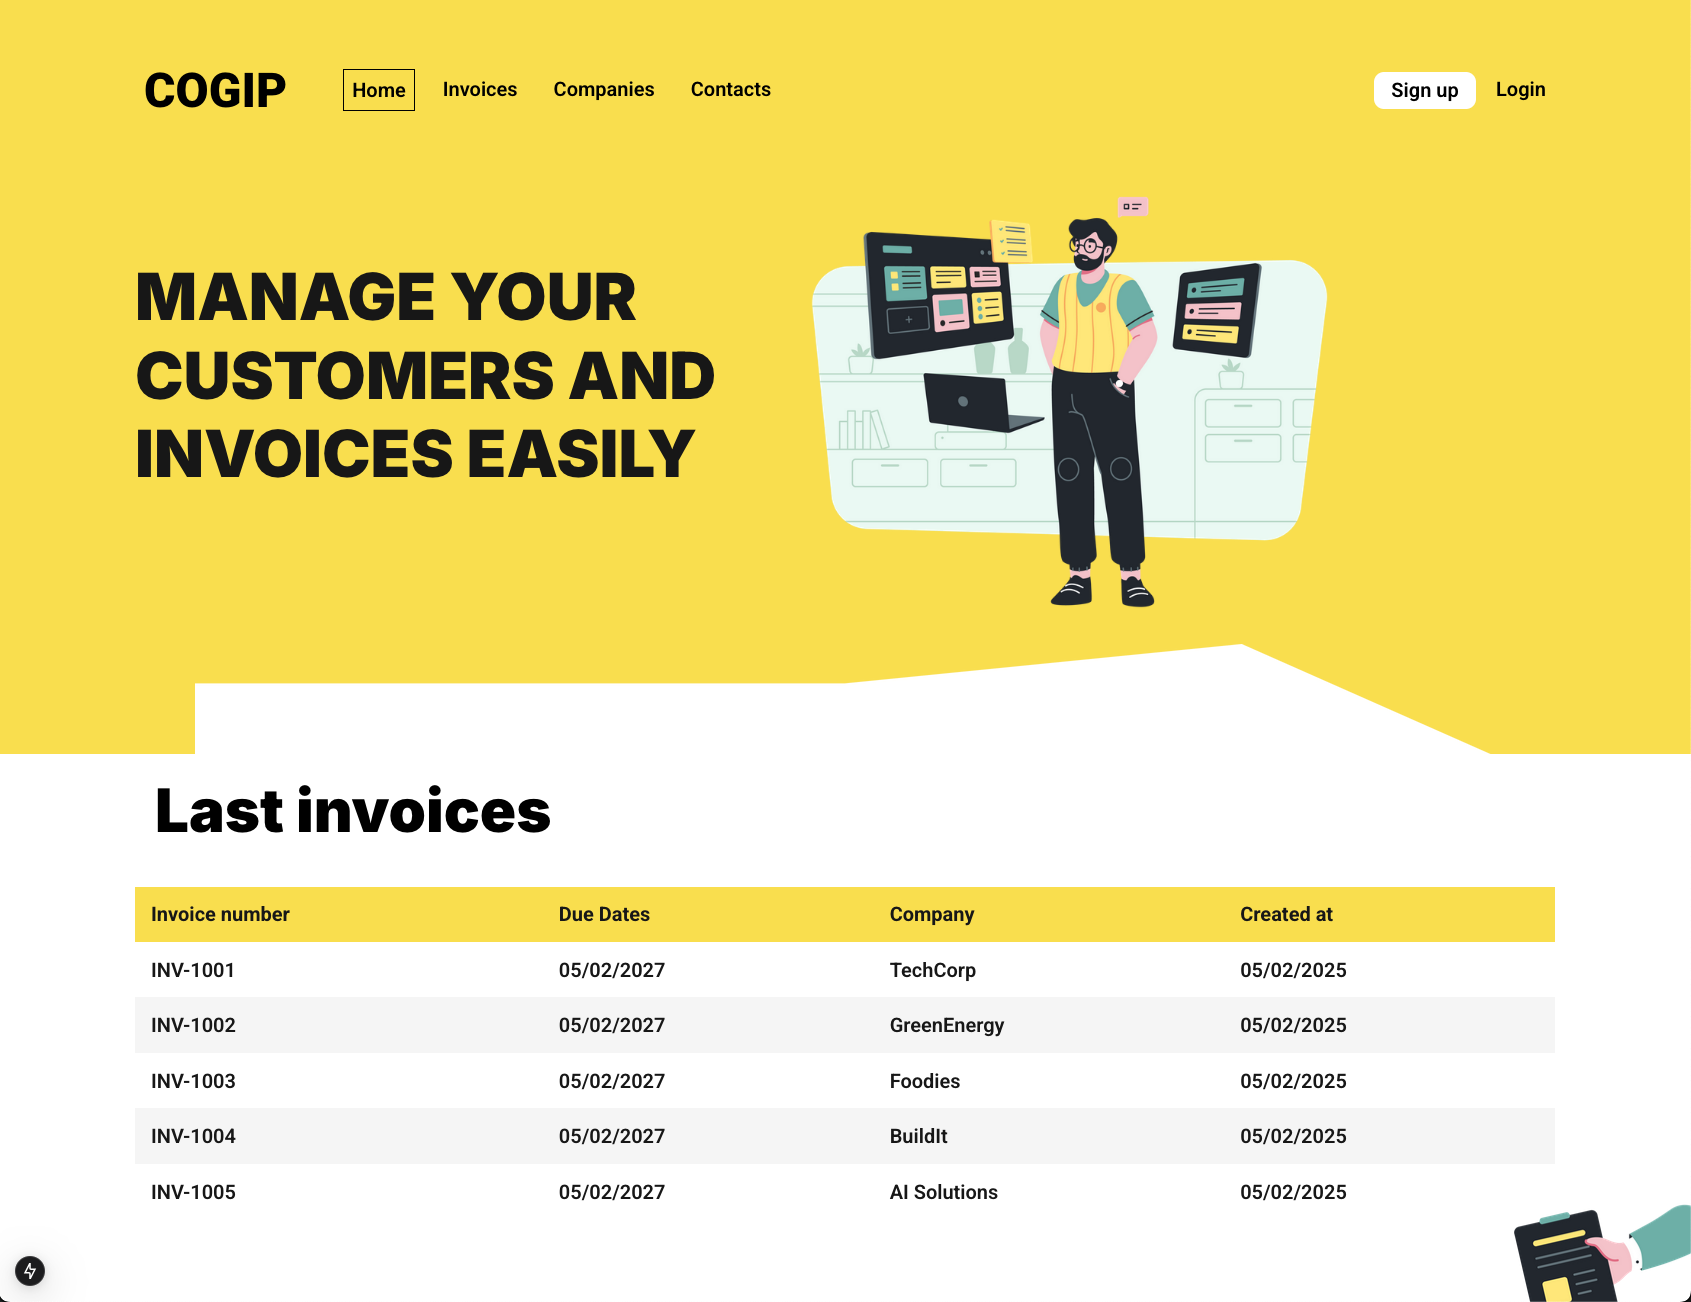 COGIP Home Invoices Companies Contacts Sign up Login
MANAGE YOUR
CUSTOMERS AND
INVOICES EASILY
Last invoices
Invoice number Due Dates Company Created at
INV-1001 05/02/2027 TechCorp 05/02/2025
INV-1002 05/02/2027 GreenEnergy 05/02/2025
INV-1003 05/02/2027 Foodies 05/02/2025
INV-1004 05/02/2027 BuildIt 05/02/2025
INV-1005 05/02/2027 AI Solutions 05/02/2025